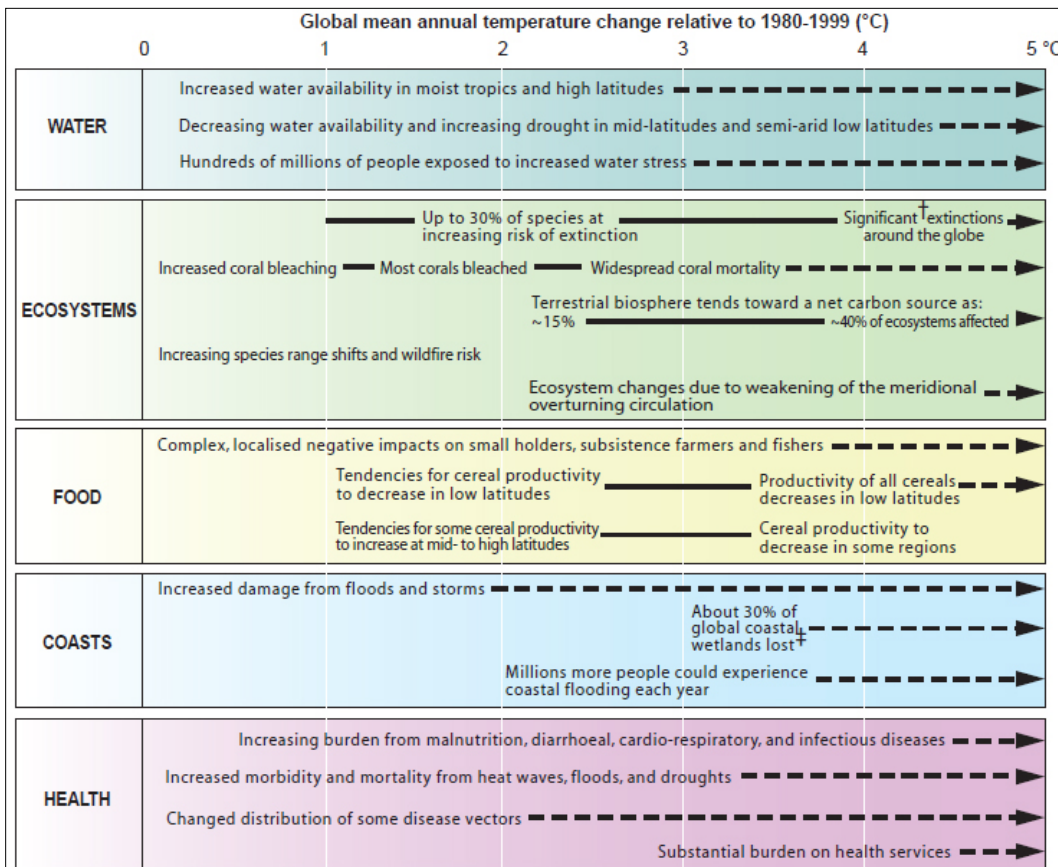 Global mean annual temperature change relative to 1980-1999 (°C)
0 1 2 3 4 5 °C
WATER
Increased water availability in moist tropics and high latitudes
Decreasing water availability and increasing drought in mid-latitudes and semi-arid low latitudes
Hundreds of millions of people exposed to increased water stress
ECOSYSTEMS
Up to 30% of species at
increasing risk of extinction
Significant† extinctions
around the globe
Increased coral bleaching Most corals bleached Widespread coral mortality
Terrestrial biosphere tends toward a net carbon source as:
~15% ~40% of ecosystems affected
Increasing species range shifts and wildfire risk
Ecosystem changes due to weakening of the meridional
overturning circulation
FOOD
Complex, localised negative impacts on small holders, subsistence farmers and fishers
Tendencies for cereal productivity
to decrease in low latitudes
Productivity of all cereals
decreases in low latitudes
Tendencies for some cereal productivity
to increase at mid- to high latitudes
Cereal productivity to
decrease in some regions
COASTS
Increased damage from floods and storms
About 30% of
global coastal
wetlands lost‡
Millions more people could experience
coastal flooding each year
HEALTH
Increasing burden from malnutrition, diarrhoeal, cardio-respiratory, and infectious diseases
Increased morbidity and mortality from heat waves, floods, and droughts
Changed distribution of some disease vectors
Substantial burden on health services